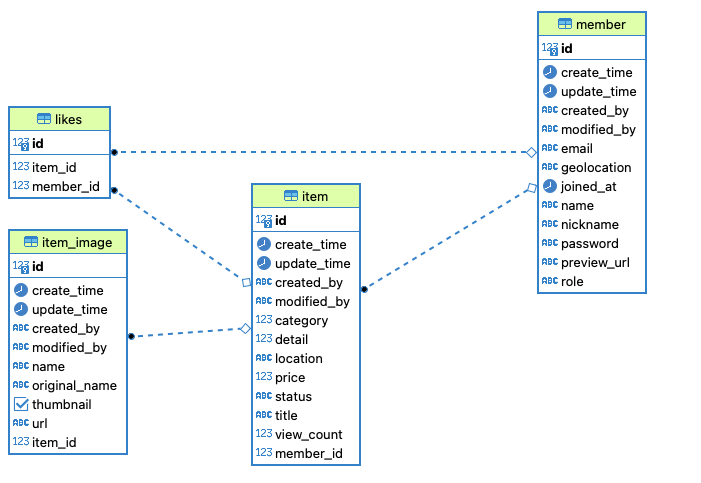 member
123 id
create_time
update_time
ABC created_by
ABC modified_by
ABC email
ABC geolocation
joined_at
ABC name
ABC nickname
ABC password
ABC preview_url
ABC role
likes
123 id
123 item_id
123 member_id
item
123 id
create_time
update_time
ABC created_by
ABC modified_by
123 category
123 detail
ABC location
123 price
ABC status
ABC title
123 view_count
123 member_id
item_image
123 id
create_time
update_time
ABC created_by
ABC modified_by
ABC name
ABC original_name
thumbnail
ABC url
123 item_id